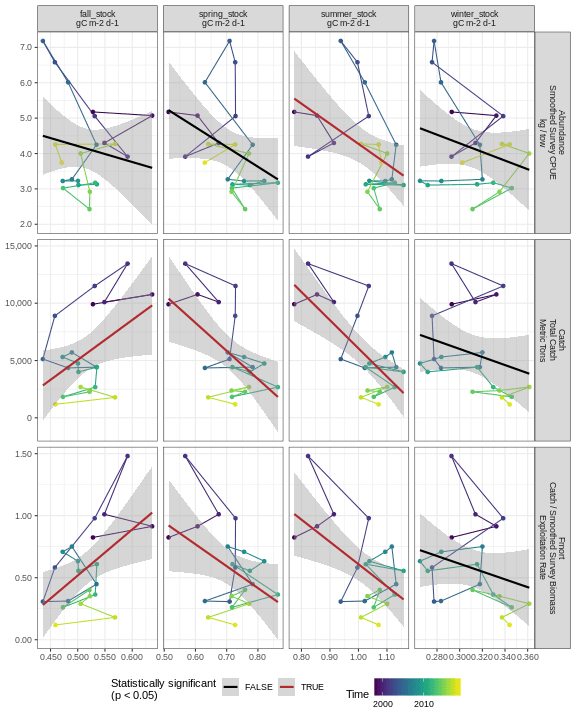 fall_stock
gC m-2 d-1
spring_stock
gC m-2 d-1
summer_stock
gC m-2 d-1
winter_stock
gC m-2 d-1
7.0
6.0
5.0
4.0
3.0
2.0
Abundance
Smoothed Survey CPUE
kg / tow
15,000
10,000
5,000
0
Catch
Total Catch
Metric Tons
1.50
1.00
0.50
0.00
Fmort
Catch / Smoothed Survey Biomass
Exploitation Rate
0.450 0.500 0.550 0.600
0.50 0.60 0.70 0.80
0.80 0.90 1.00 1.10
0.280 0.300 0.320 0.340 0.360
Statistically significant
(p < 0.05)
FALSE
TRUE
Time
2000 2010